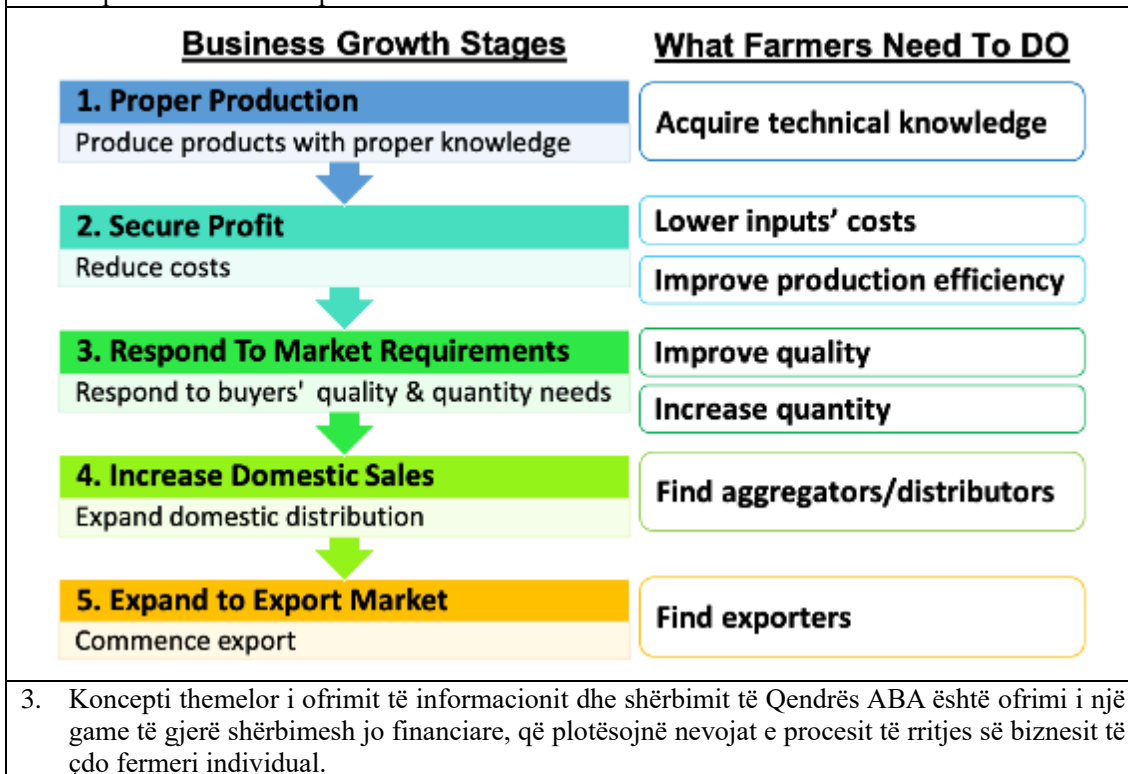 Business Growth Stages
What Farmers Need To DO
1. Proper Production
Produce products with proper knowledge
Acquire technical knowledge
2. Secure Profit
Reduce costs
Lower inputs’ costs
Improve production efficiency
3. Respond To Market Requirements
Respond to buyers' quality & quantity needs
Improve quality
Increase quantity
4. Increase Domestic Sales
Expand domestic distribution
Find aggregators/distributors
5. Expand to Export Market
Commence export
Find exporters
3. Koncepti themelor i ofrimit të informacionit dhe shërbimit të Qendrës ABA është ofrimi i një
game të gjerë shërbimesh jo financiare, që plotësojnë nevojat e procesit të rritjes së biznesit të
çdo fermeri individual.